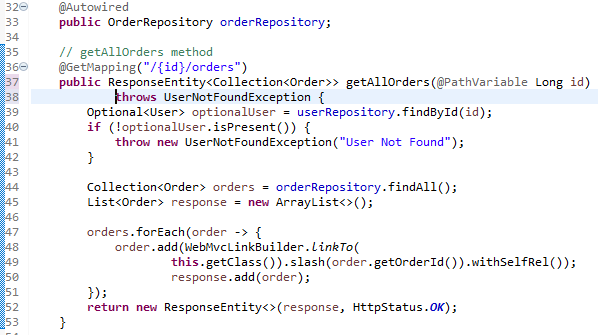 32 @Autowired
33 public OrderRepository orderRepository;
34
35 // getAllOrders method
36 @GetMapping("/{id}/orders")
37 public ResponseEntity<Collection<Order>> getAllOrders(@PathVariable Long id)
38 throws UserNotFoundException {
39 Optional<User> optionalUser = userRepository.findById(id);
40 if (!optionalUser.isPresent()) {
41 throw new UserNotFoundException("User Not Found");
42 }
43
44 Collection<Order> orders = orderRepository.findAll();
45 List<Order> response = new ArrayList<>();
46
47 orders.forEach(order -> {
48 order.add(WebMvcLinkBuilder.linkTo(
49 this.getClass()).slash(order.getOrderId()).withSelfRel());
50 response.add(order);
51 });
52 return new ResponseEntity<>(response, HttpStatus.OK);
53 }